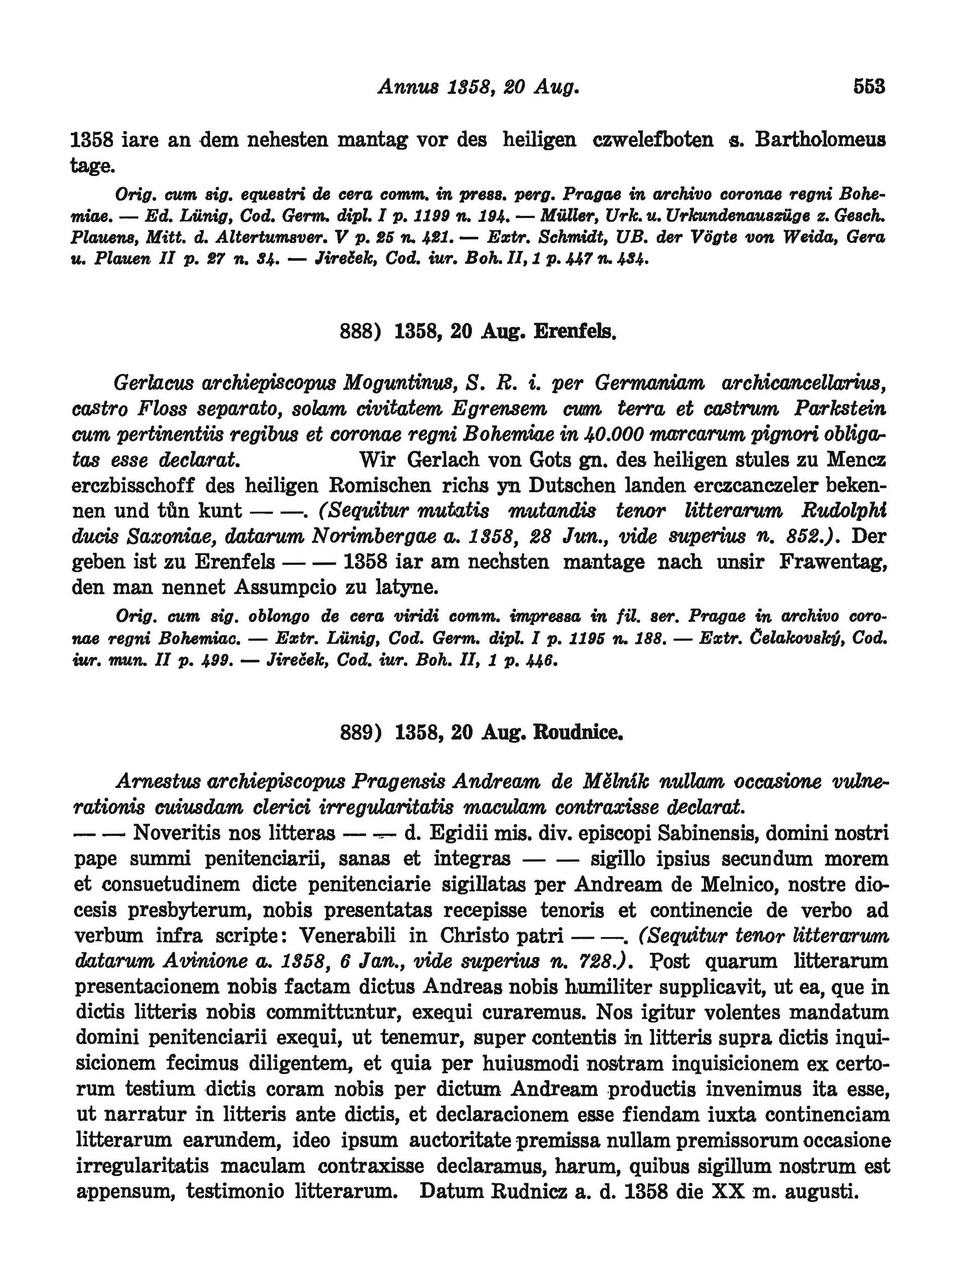 Annus 1358, 20 Aug. 553
1358 iare an dem nehesten mantag vor des heiligen czwelefboten s. Bartholomeus
tage.
Orig. cum sig. equestri de cera comm. in press. perg. Pragae in archivo coronae regni Bohe-
miae. — Ed. Lünig, Cod. Germ. dipl. I p. 1199 n. 194. — Müller, Urk. u. Urkundenauszüge z. Gesch.
Plauens, Mitt. d. Altertumsver. V p. 25 n. 421. — Extr. Schmidt, UB. der Vögte von Weida, Gera
u. Plauen II p. 27 n. 34. — Jireček, Cod. iur. Boh. II, 1 p. 447 n. 434.
888) 1358, 20 Aug. Erenfels.
Gerlacus archiepiscopus Moguntinus, S. R. i. per Germaniam archicancellarius,
castro Floss separato, solam civitatem Egrensem cum terra et castrum Parkstein
cum pertinentiis regibus et coronae regni Bohemiae in 40.000 marcarum pignori obliga-
tas esse declarat. Wir Gerlach von Gots gn. des heiligen stules zu Mencz
erczbisschoff des heiligen Romischen richs yn Dutschen landen erczcanczeler beken-
nen und tůn kunt — —. (Sequitur mutatis mutandis tenor litterarum Rudolphi
ducis Saxoniae, datarum Norimbergae a. 1358, 28 Jun., vide superius n. 852.). Der
geben ist zu Erenfels — — 1358 iar am nechsten mantage nach unsir Frawentag,
den man nennet Assumpcio zu latyne.
Orig. cum sig. oblongo de cera viridi comm. impressa in fil. ser. Pragae in archivo coro-
nae regni Bohemiac. — Extr. Lünig, Cod. Germ. dipl. I p. 1195 n. 188. — Extr. Čelakovský, Cod.
iur. mun. II p. 499. — Jireček, Cod. iur. Boh. II, 1 p. 446.
889) 1358, 20 Aug. Roudnice.
Arnestus archiepiscopus Pragensis Andream de Mělník nullam occasione vulne-
rationis cuiusdam clerici irregularitatis maculam contraxisse declarat.
— — Noveritis nos litteras — — d. Egidii mis. div. episcopi Sabinensis, domini nostri
pape summi penitenciarii, sanas et integras — — sigillo ipsius secundum morem
et consuetudinem dicte penitenciarie sigillatas per Andream de Melnico, nostre dio-
cesis presbyterum, nobis presentatas recepisse tenoris et continencie de verbo ad
verbum infra scripte: Venerabili in Christo patri — —. (Sequitur tenor litterarum
datarum Avinione a. 1358, 6 Jan., vide superius n. 728.). Post quarum litterarum
presentacionem nobis factam dictus Andreas nobis humiliter supplicavit, ut ea, que in
dictis litteris nobis committuntur, exequi curaremus. Nos igitur volentes mandatum
domini penitenciarii exequi, ut tenemur, super contentis in litteris supra dictis inqui-
sicionem fecimus diligentem, et quia per huiusmodi nostram inquisicionem ex certo-
rum testium dictis coram nobis per dictum Andream productis invenimus ita esse,
ut narratur in litteris ante dictis, et declaracionem esse fiendam iuxta continenciam
litterarum earundem, ideo ipsum auctoritate premissa nullam premissorum occasione
irregularitatis maculam contraxisse declaramus, harum, quibus sigillum nostrum est
appensum, testimonio litterarum. Datum Rudnicz a. d. 1358 die XX m. augusti.